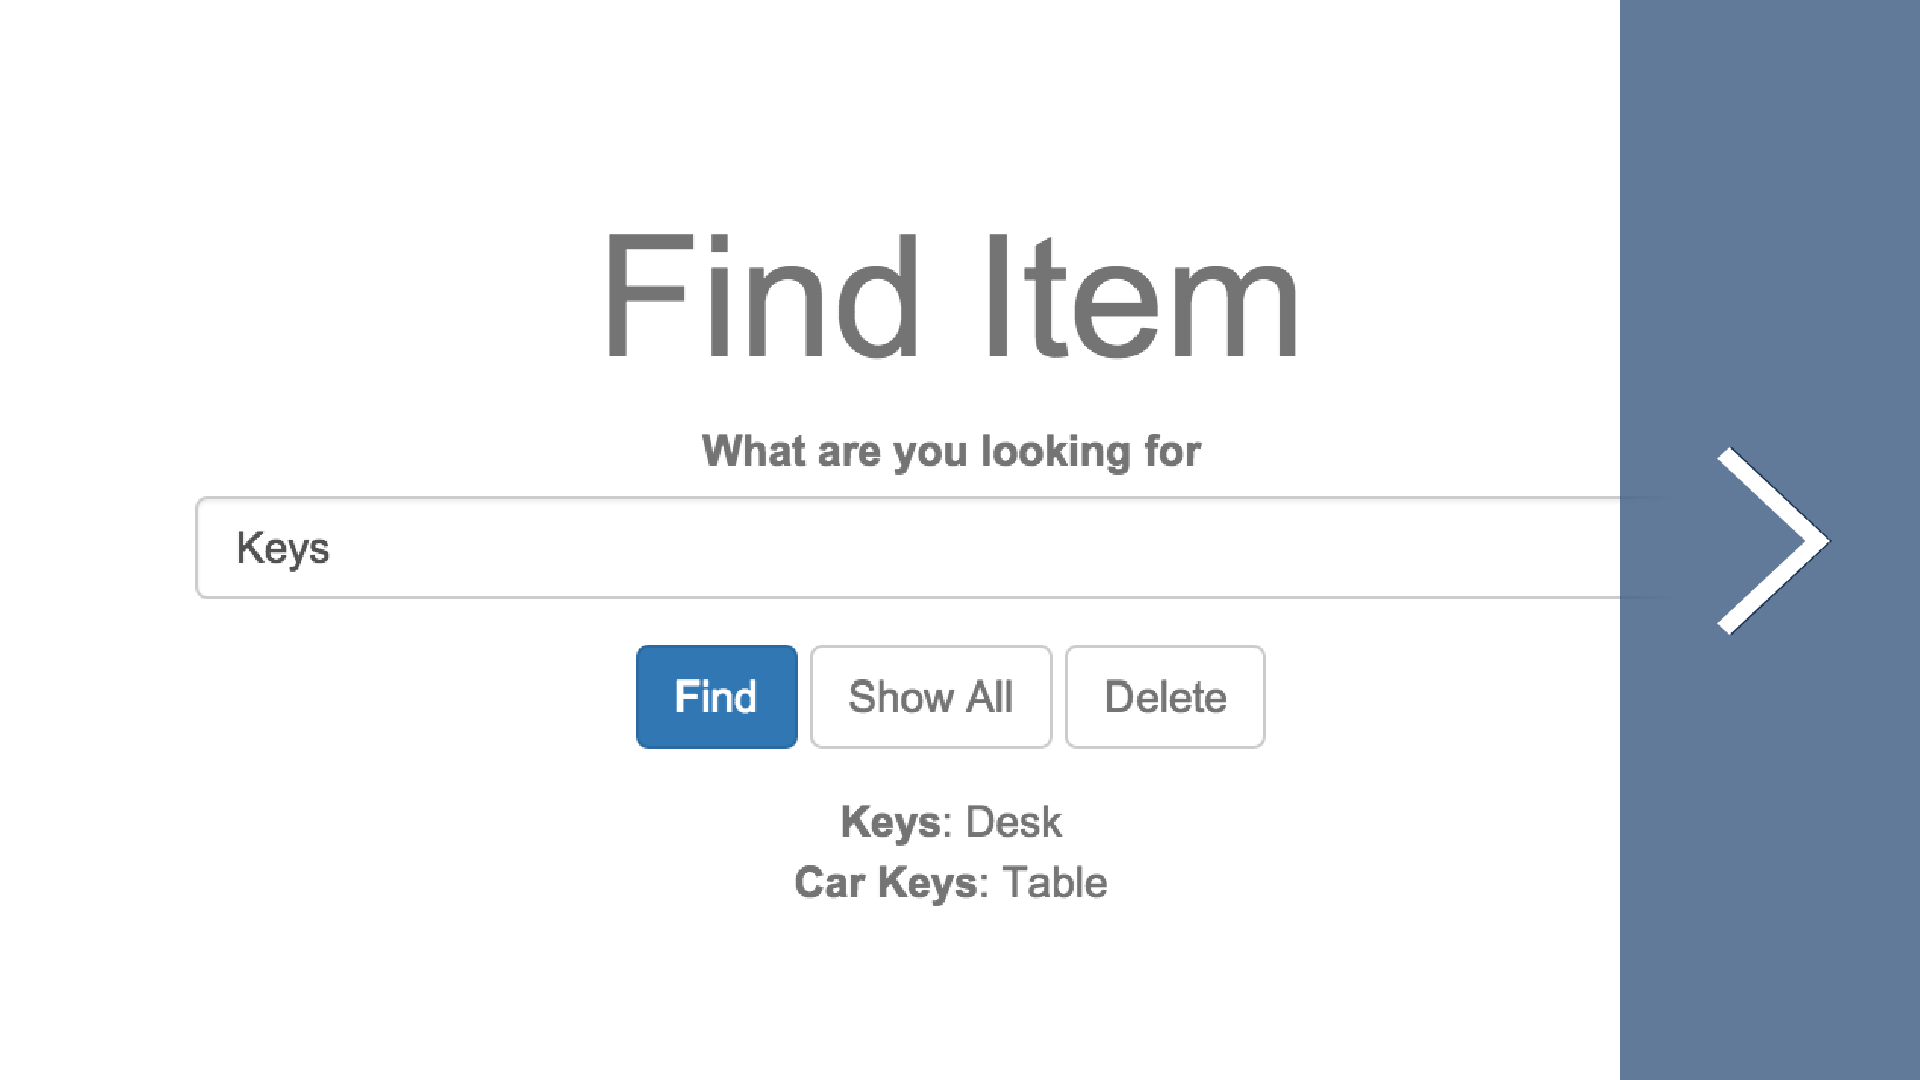 Find Item
What are you looking for
Keys
Find Show All Delete
Keys: Desk
Car Keys: Table